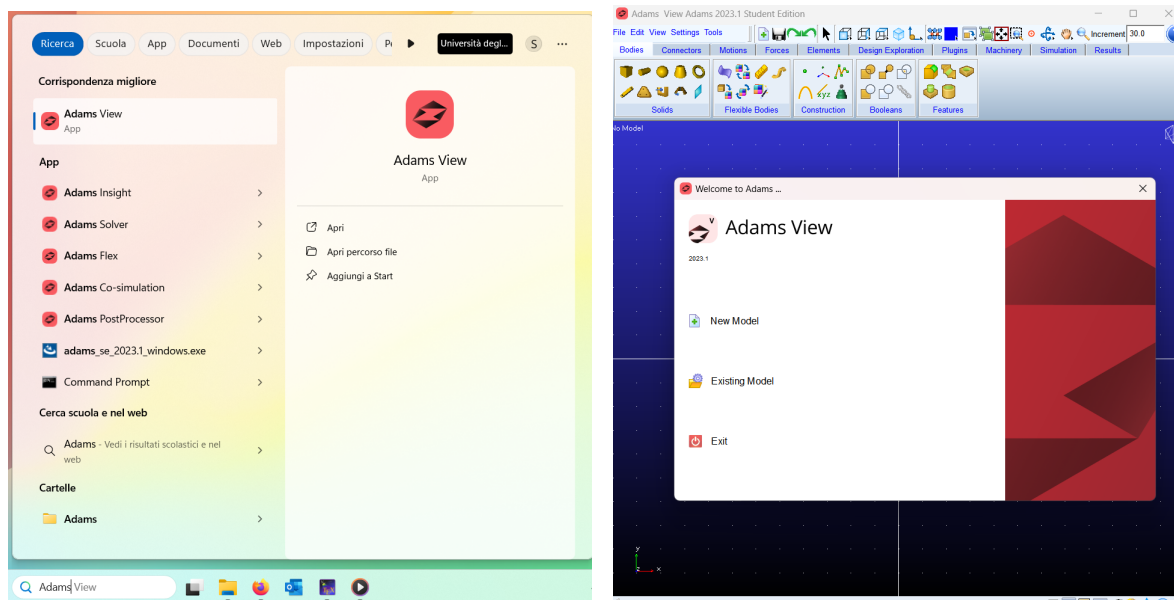 Ricerca
Scuola
App
Documenti
Web
Impostazioni
Università degl...
S
Corrispondenza migliore
Adams View
App
App
Adams Insight
Adams Solver
Adams Flex
Adams Co-simulation
Adams PostProcessor
adams_se_2023.1_windows.exe
Command Prompt
Cerca scuola e nel web
Adams - Vedi i risultati scolastici e nel
web
Cartelle
Adams
Adams View
App
Apri
Apri percorso file
Aggiungi a Start
Adams View
Adams View Adams 2023.1 Student Edition
File Edit View Settings Tools
Increment 30.0
Bodies Connectors Motions Forces Elements Design Exploration Plugins Machinery Simulation Results
xyz
Solids Flexible Bodies Construction Booleans Features
Model
Welcome to Adams ...
V
Adams View
2023.1
New Model
Existing Model
Exit
y
z x